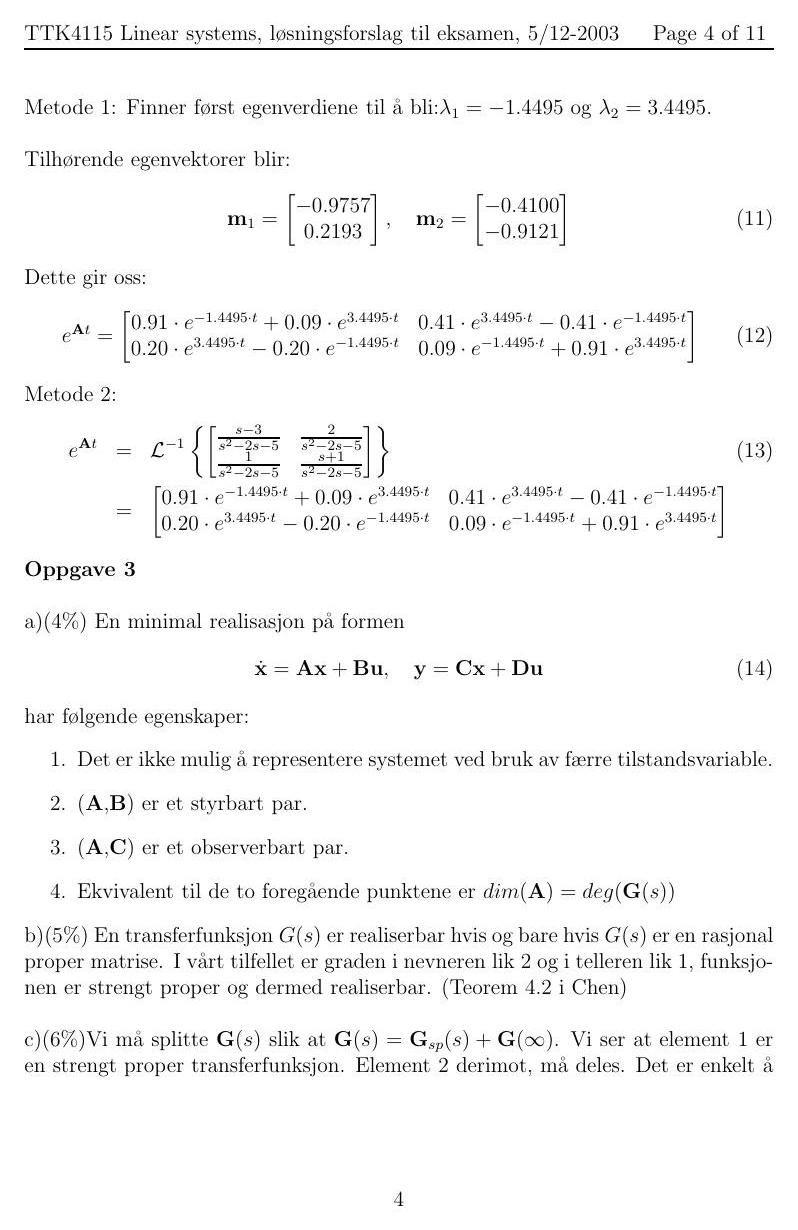 TTK4115 Linear systems, løsningsforslag til eksamen, 5/12-2003 Page 4 of 11
Metode 1: Finner først egenverdiene til å bli:λ₁ = −1.4495 og λ₂ = 3.4495.
Tilhørende egenvektorer blir:
m₁ = [−0.9757; 0.2193], m₂ = [−0.4100; −0.9121] (11)
Dette gir oss:
e^{At} = [0.91 · e^{−1.4495·t} + 0.09 · e^{3.4495·t}  0.41 · e^{3.4495·t} − 0.41 · e^{−1.4495·t}; 0.20 · e^{3.4495·t} − 0.20 · e^{−1.4495·t}  0.09 · e^{−1.4495·t} + 0.91 · e^{3.4495·t}] (12)
Metode 2:
e^{At} = ℒ^{−1} {[(s−3)/(s²−2s−5)  2/(s²−2s−5); 1/(s²−2s−5)  (s+1)/(s²−2s−5)]} (13)
= [0.91 · e^{−1.4495·t} + 0.09 · e^{3.4495·t}  0.41 · e^{3.4495·t} − 0.41 · e^{−1.4495·t}; 0.20 · e^{3.4495·t} − 0.20 · e^{−1.4495·t}  0.09 · e^{−1.4495·t} + 0.91 · e^{3.4495·t}]
Oppgave 3
a)(4%) En minimal realisasjon på formen
ẋ = Ax + Bu, y = Cx + Du (14)
har følgende egenskaper:
1. Det er ikke mulig å representere systemet ved bruk av færre tilstandsvariable.
2. (A,B) er et styrbart par.
3. (A,C) er et observerbart par.
4. Ekvivalent til de to foregående punktene er dim(A) = deg(G(s))
b)(5%) En transferfunksjon G(s) er realiserbar hvis og bare hvis G(s) er en rasjonal
proper matrise. I vårt tilfellet er graden i nevneren lik 2 og i telleren lik 1, funksjo-
nen er strengt proper og dermed realiserbar. (Teorem 4.2 i Chen)
c)(6%)Vi må splitte G(s) slik at G(s) = G_{sp}(s) + G(∞). Vi ser at element 1 er
en strengt proper transferfunksjon. Element 2 derimot, må deles. Det er enkelt å
4